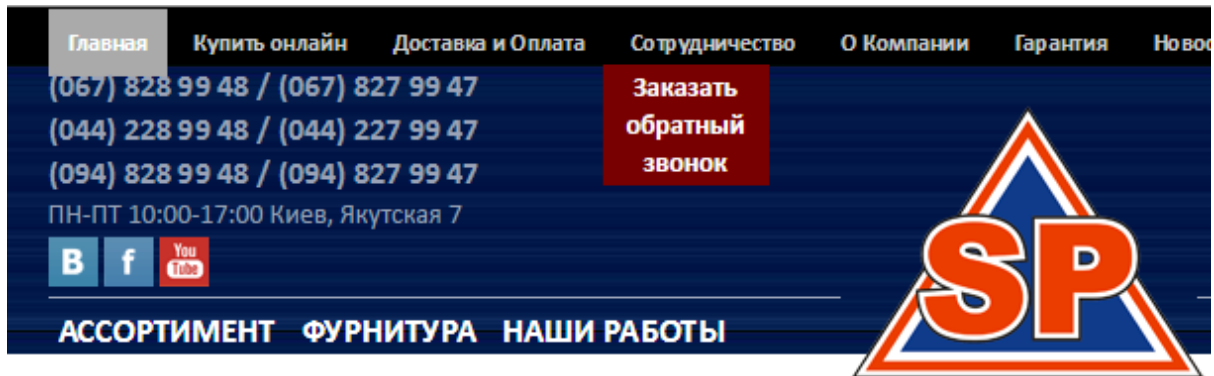 Главная Купить онлайн Доставка и Оплата Сотрудничество О Компании Гарантия
(067) 828 99 48 / (067) 827 99 47
(044) 228 99 48 / (044) 227 99 47
(094) 828 99 48 / (094) 827 99 47
ПН-ПТ 10:00-17:00 Киев, Якутская 7
Заказать
обратный
звонок
B f You Tube
SP
АССОРТИМЕНТ ФУРНИТУРА НАШИ РАБОТЫ